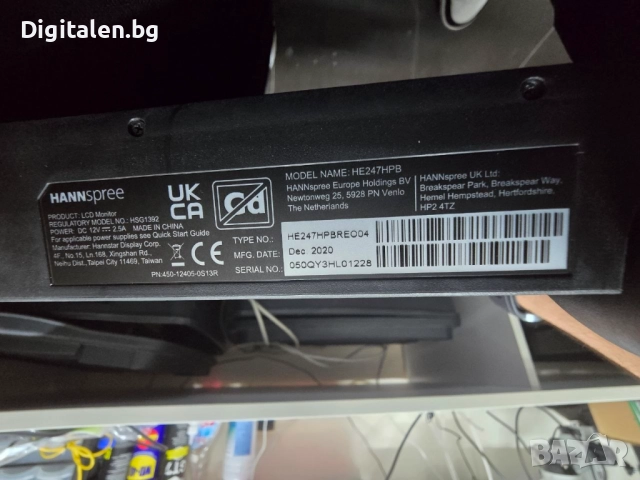 Digitalen.bg
HANNspree
PRODUCT: LCD Monitor
REGULATORY MODEL NO.: HSG1392
POWER: DC 12V 2.5A MADE IN CHINA
For applicable power supplies see Quick Start Guide
Manufacturer: Hannstar Display Corp.
4F., No.15, Ln.168, Xingshan Rd.,
Neihu Dist.,Taipei City 11469, Taiwan
PN:450-12405-0S13R
UK
CA
Cd
CE
MODEL NAME: HE247HPB
HANNspree Europe Holdings BV
Newtonweg 25, 5928 PN Venlo
The Netherlands
HANNspree UK Ltd:
Breakspear Park, Breakspear Way,
Hemel Hempstead, Hertfordshire,
HP2 4TZ
TYPE NO.: HE247HPBREO04
MFG. DATE: Dec 2020
SERIAL NO.: 050QY3HL01228
BAZAR